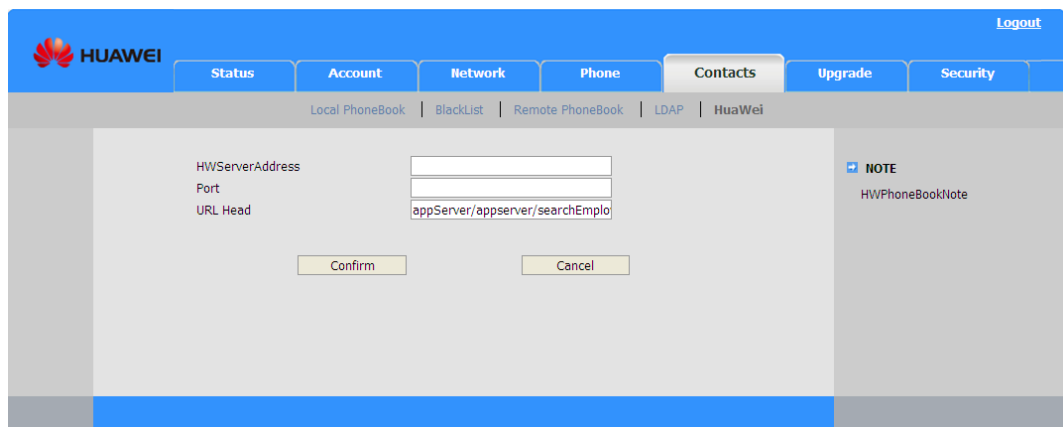 Logout
HUAWEI
Status Account Network Phone Contacts Upgrade Security
Local PhoneBook | BlackList | Remote PhoneBook | LDAP | HuaWei
HWServerAddress
Port
URL Head appServer/appserver/searchEmplo
Confirm Cancel
NOTE
HWPhoneBookNote